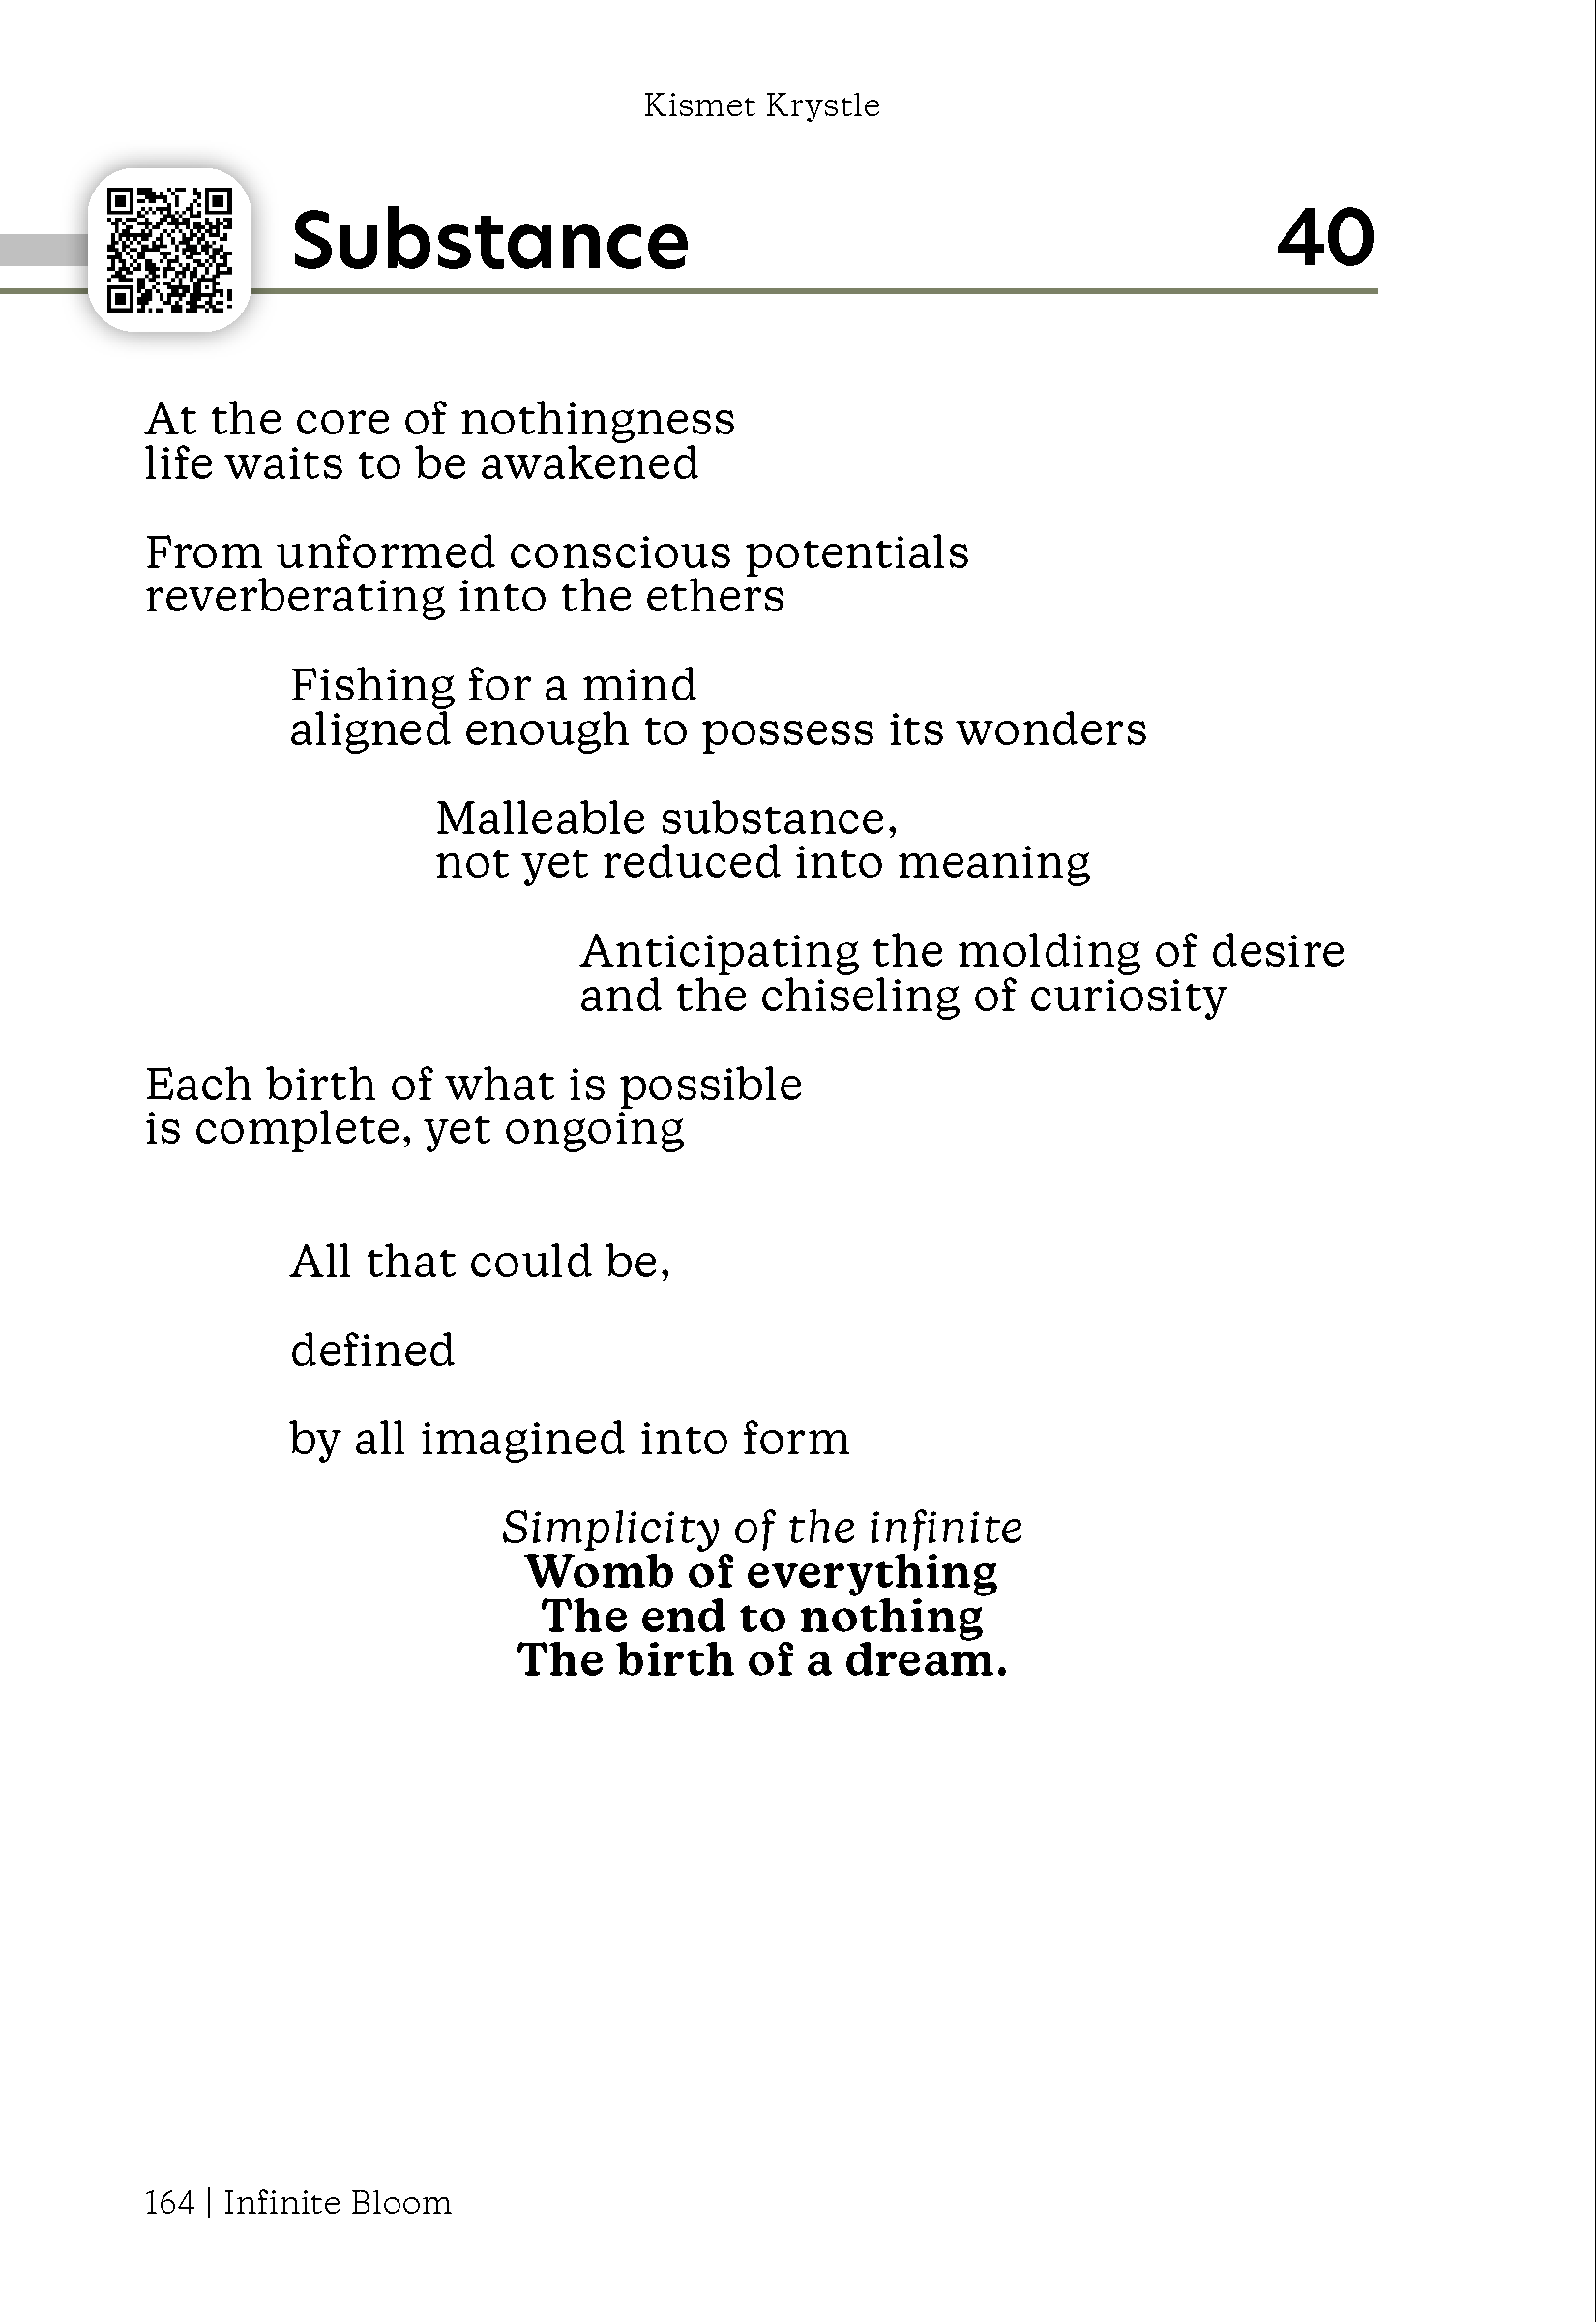 Kismet Krystle
Substance 40
At the core of nothingness
life waits to be awakened
From unformed conscious potentials
reverberating into the ethers
Fishing for a mind
aligned enough to possess its wonders
Malleable substance,
not yet reduced into meaning
Anticipating the molding of desire
and the chiseling of curiosity
Each birth of what is possible
is complete, yet ongoing
All that could be,
defined
by all imagined into form
Simplicity of the infinite
Womb of everything
The end to nothing
The birth of a dream.
164 | Infinite Bloom